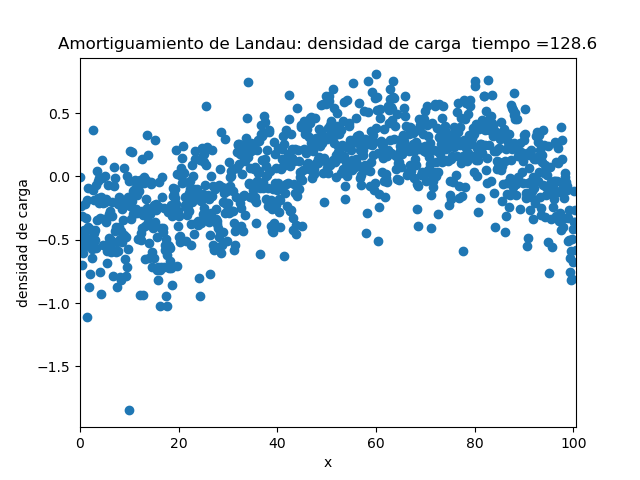 Amortiguamiento de Landau: densidad de carga  tiempo =128.6
densidad de carga
0.5
0.0
−0.5
−1.0
−1.5
0 20 40 60 80 100
x